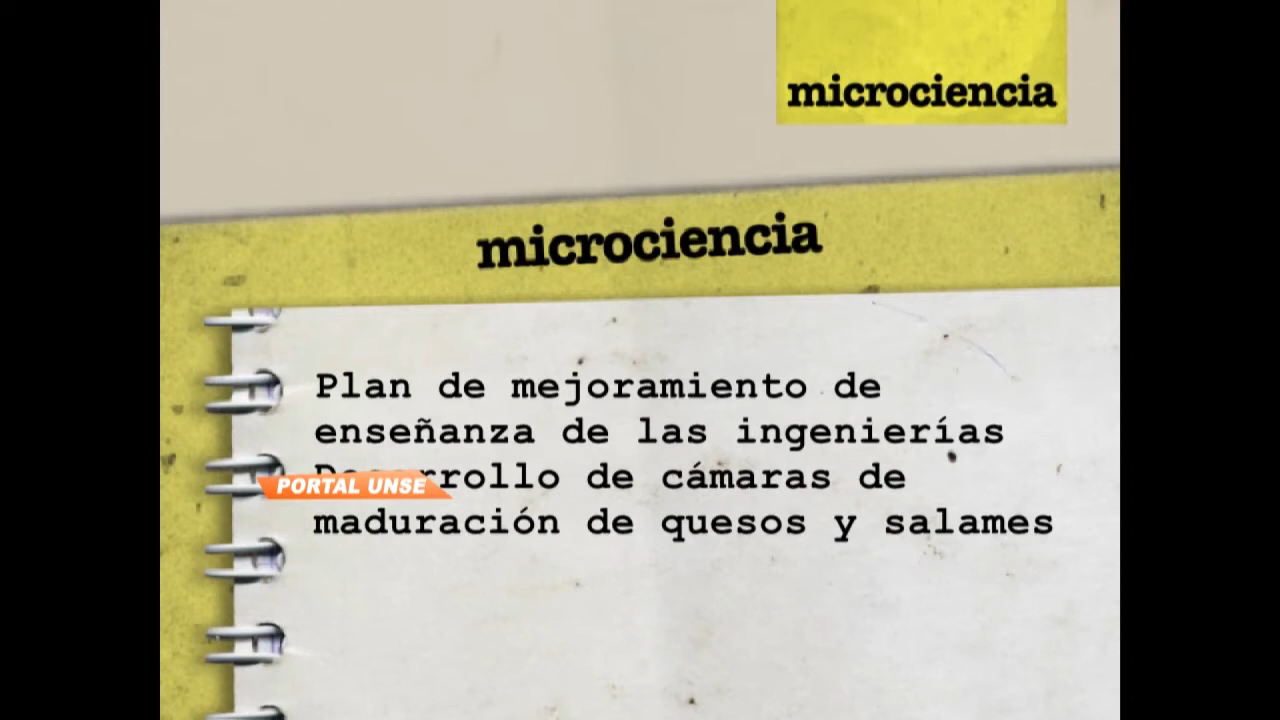 microciencia
microciencia
Plan de mejoramiento de
enseñanza de las ingenierías
Desarrollo de cámaras de
PORTAL UNSE
maduración de quesos y salames